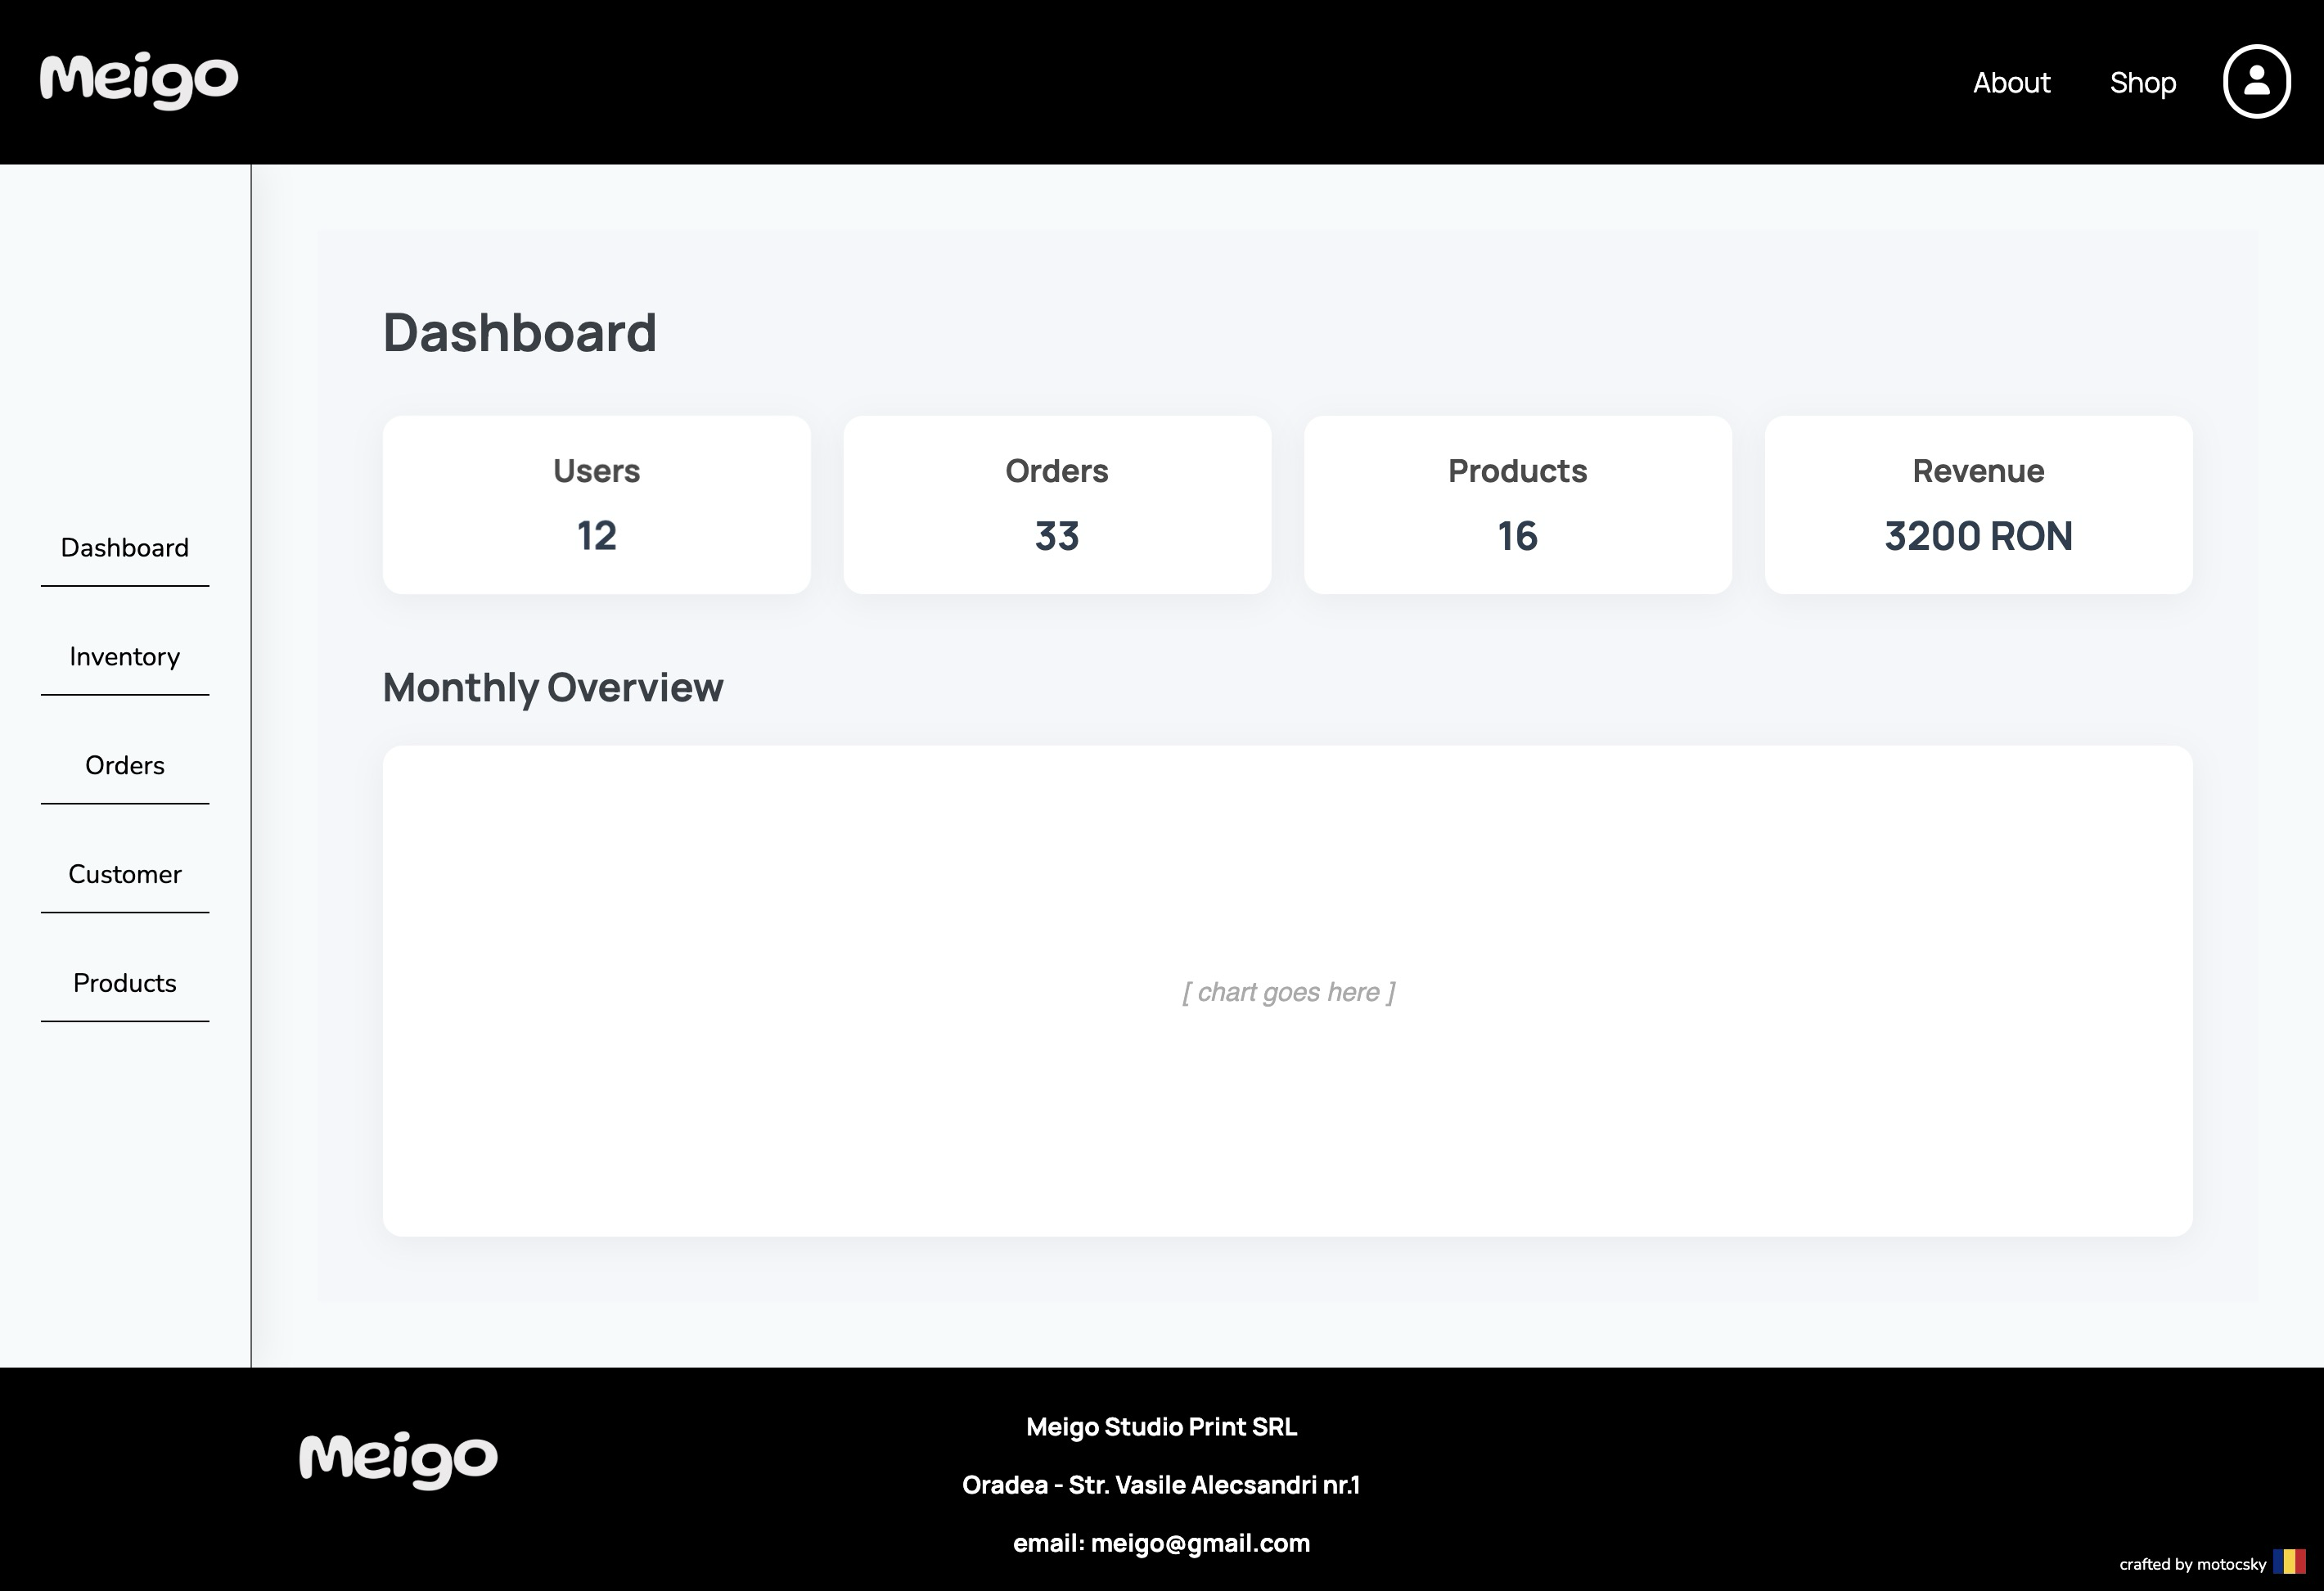 Meigo
About
Shop
Dashboard
Inventory
Orders
Customer
Products
Dashboard
Users
12
Orders
33
Products
16
Revenue
3200 RON
Monthly Overview
[ chart goes here ]
Meigo
Meigo Studio Print SRL
Oradea - Str. Vasile Alecsandri nr.1
email: meigo@gmail.com
crafted by motocsky